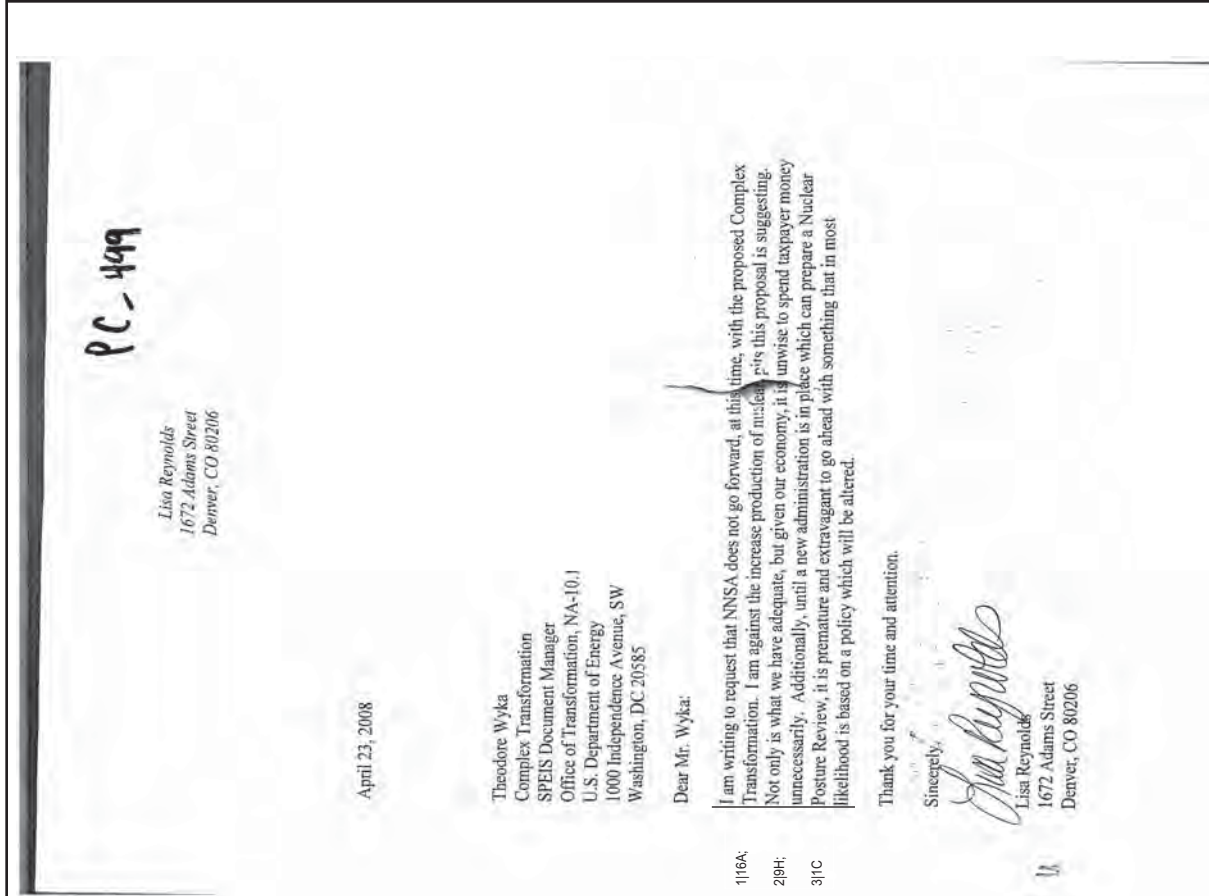 PC-499
Lisa Reynolds
1672 Adams Street
Denver, CO 80206
April 23, 2008
Theodore Wyka
Complex Transformation
SPEIS Document Manager
Office of Transformation, NA-10.1
U.S. Department of Energy
1000 Independence Avenue, SW
Washington, DC 20585
Dear Mr. Wyka:
1|16A;
2|9H;
3|1C
I am writing to request that NNSA does not go forward, at this time, with the proposed Complex
Transformation. I am against the increase production of nuclear pits this proposal is suggesting.
Not only is what we have adequate, but given our economy, it is unwise to spend taxpayer money
unnecessarily. Additionally, until a new administration is in place which can prepare a Nuclear
Posture Review, it is premature and extravagant to go ahead with something that in most
likelihood is based on a policy which will be altered.
Thank you for your time and attention.
Sincerely,
Lisa Reynolds
Lisa Reynolds
1672 Adams Street
Denver, CO 80206